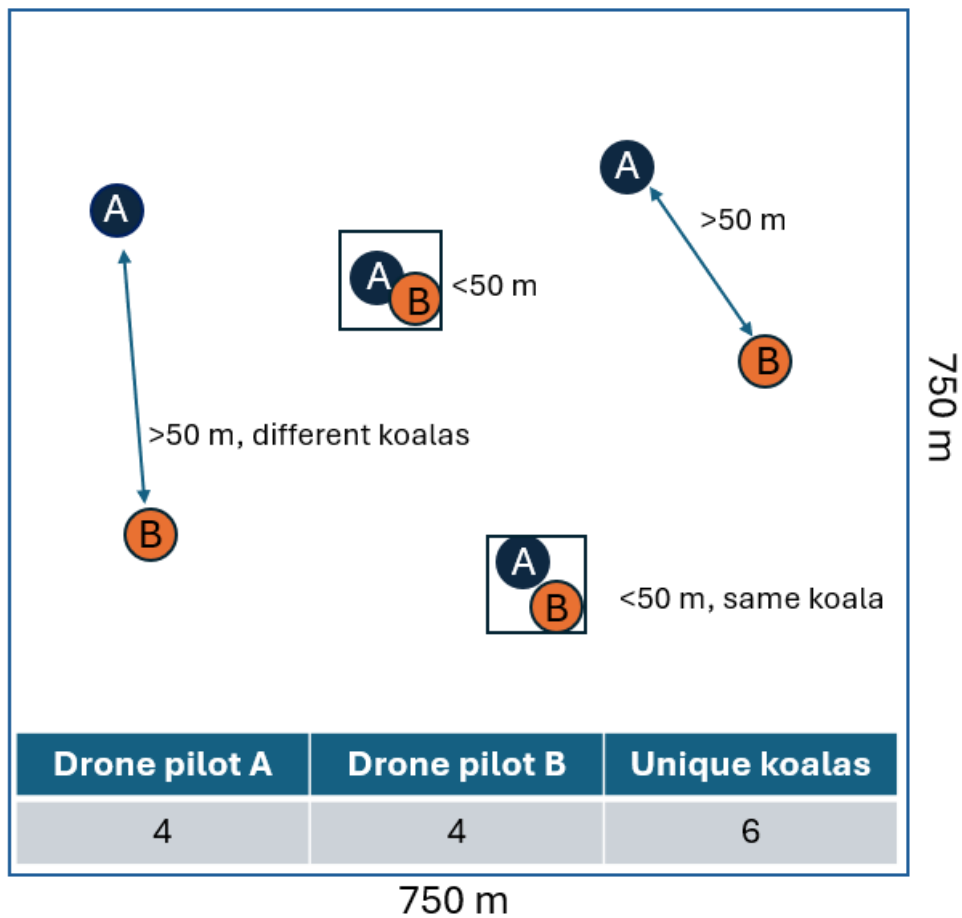 A
>50 m
A
A
B
<50 m
B
750 m
>50 m, different koalas
B
A
B
<50 m, same koala
Drone pilot A Drone pilot B Unique koalas
4 4 6
750 m